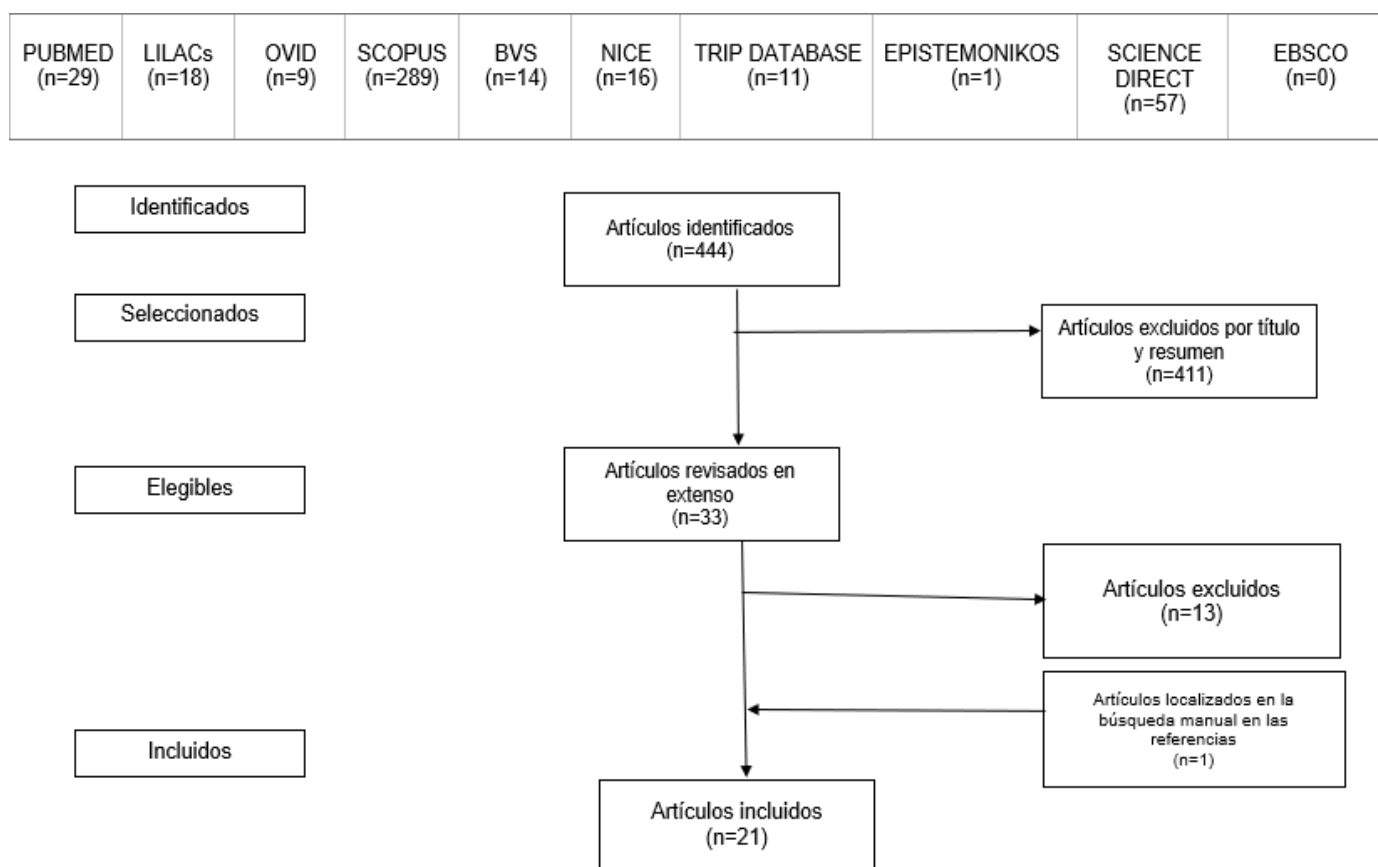 PUBMED
(n=29)
LILACs
(n=18)
OVID
(n=9)
SCOPUS
(n=289)
BVS
(n=14)
NICE
(n=16)
TRIP DATABASE
(n=11)
EPISTEMONIKOS
(n=1)
SCIENCE
DIRECT
(n=57)
EBSCO
(n=0)
Identificados
Artículos identificados
(n=444)
Seleccionados
Artículos excluidos por título
y resumen
(n=411)
Elegibles
Artículos revisados en
extenso
(n=33)
Artículos excluidos
(n=13)
Artículos localizados en la
búsqueda manual en las
referencias
(n=1)
Incluidos
Artículos incluidos
(n=21)